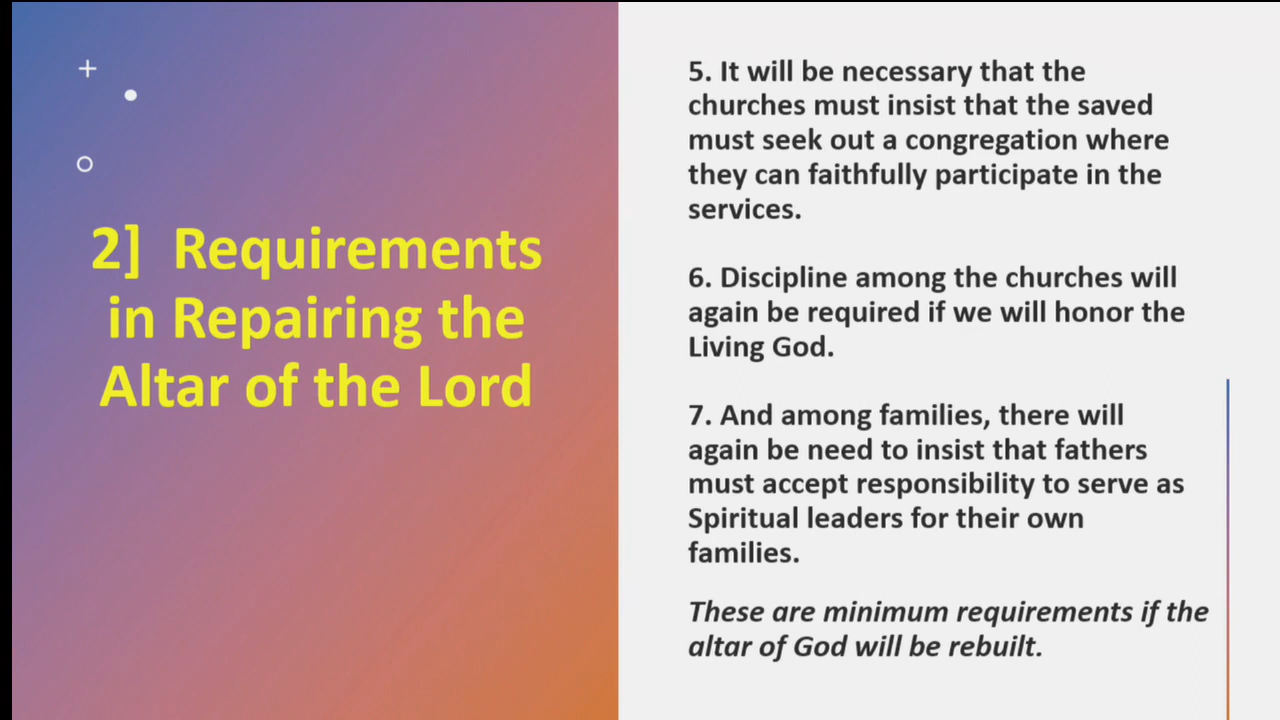 2] Requirements
in Repairing the
Altar of the Lord
5. It will be necessary that the
churches must insist that the saved
must seek out a congregation where
they can faithfully participate in the
services.
6. Discipline among the churches will
again be required if we will honor the
Living God.
7. And among families, there will
again be need to insist that fathers
must accept responsibility to serve as
Spiritual leaders for their own
families.
These are minimum requirements if the
altar of God will be rebuilt.